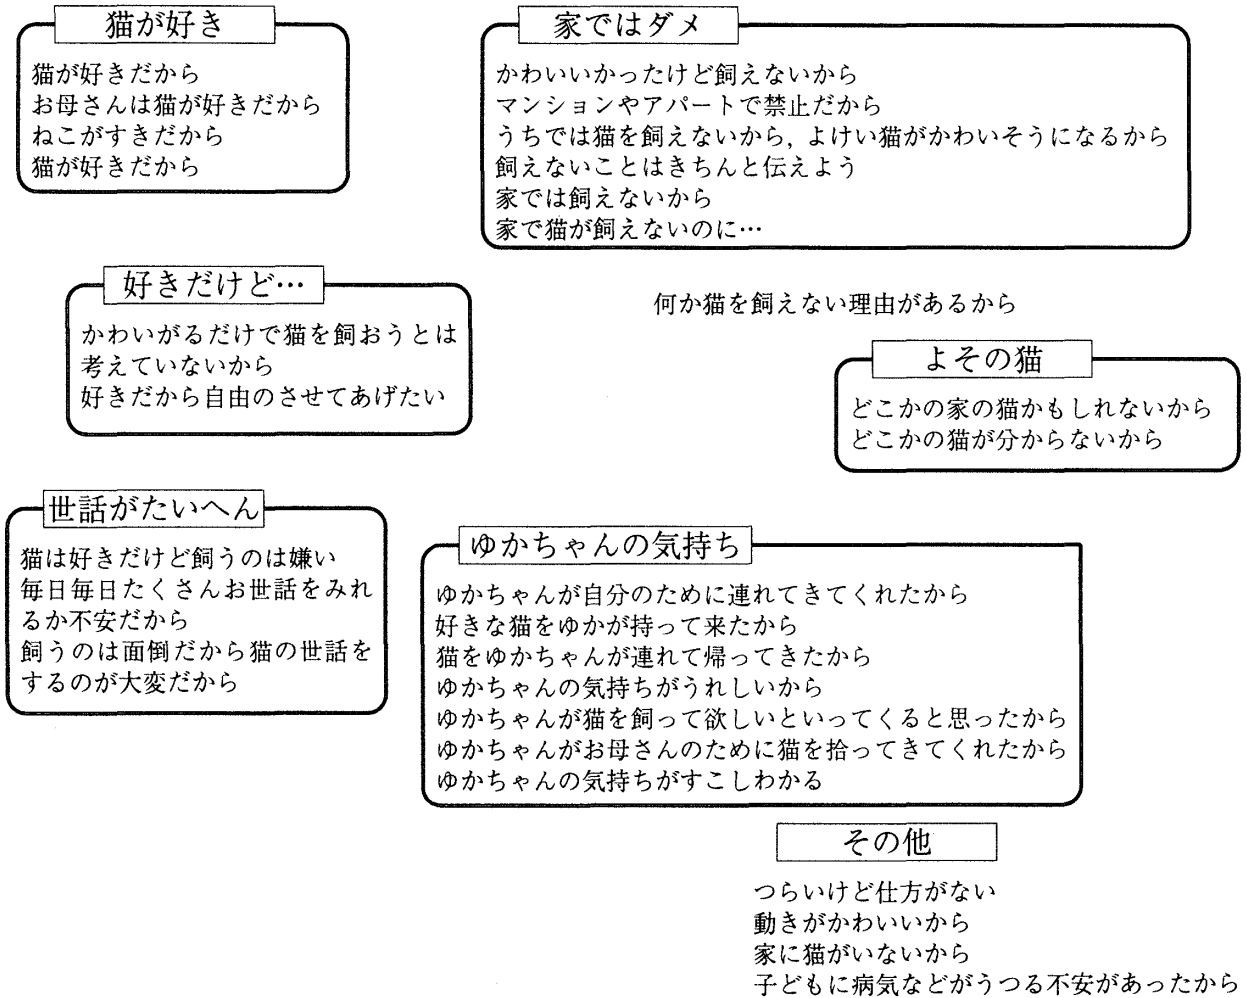 猫が好き
猫が好きだから
お母さんは猫が好きだから
ねこがすきだから
猫が好きだから
家ではダメ
かわいいかったけど飼えないから
マンションやアパートで禁止だから
うちでは猫を飼えないから，よけい猫がかわいそうになるから
飼えないことはきちんと伝えよう
家では飼えないから
家で猫が飼えないのに…
好きだけど…
かわいがるだけで猫を飼おうとは
考えていないから
好きだから自由のさせてあげたい
何か猫を飼えない理由があるから
よその猫
どこかの家の猫かもしれないから
どこかの猫が分からないから
世話がたいへん
猫は好きだけど飼うのは嫌い
毎日毎日たくさんお世話をみれ
るか不安だから
飼うのは面倒だから猫の世話を
するのが大変だから
ゆかちゃんの気持ち
ゆかちゃんが自分のために連れてきてくれたから
好きな猫をゆかが持って来たから
猫をゆかちゃんが連れて帰ってきたから
ゆかちゃんの気持ちがうれしいから
ゆかちゃんが猫を飼って欲しいといってくると思ったから
ゆかちゃんがお母さんのために猫を拾ってきてくれたから
ゆかちゃんの気持ちがすこしわかる
その他
つらいけど仕方がない
動きがかわいいから
家に猫がいないから
子どもに病気などがうつる不安があったから